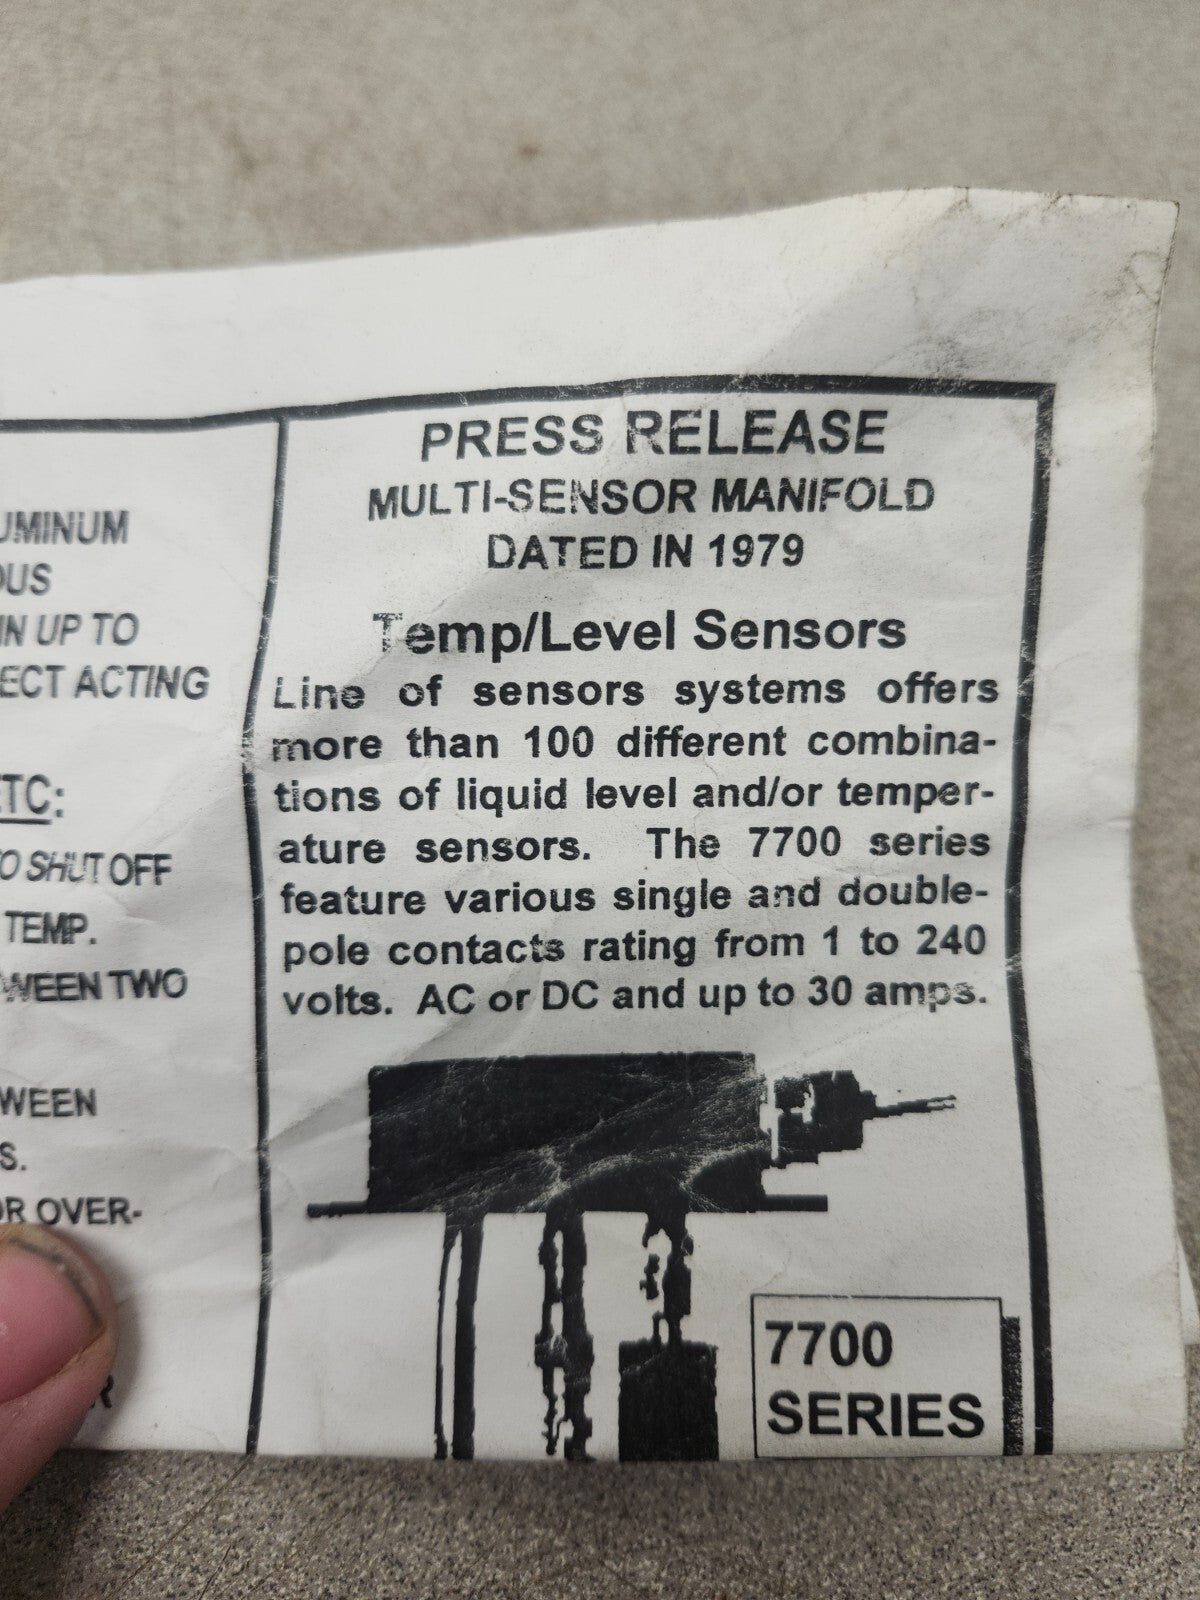 UMINUM
OUS
IN UP TO
ECT ACTING
ETC:
TO SHUT OFF
TEMP.
WEEN TWO
WEEN
S.
OR OVER-
R
PRESS RELEASE
MULTI-SENSOR MANIFOLD
DATED IN 1979
Temp/Level Sensors
Line of sensors systems offers
more than 100 different combina-
tions of liquid level and/or temper-
ature sensors. The 7700 series
feature various single and double-
pole contacts rating from 1 to 240
volts. AC or DC and up to 30 amps.
7700
SERIES